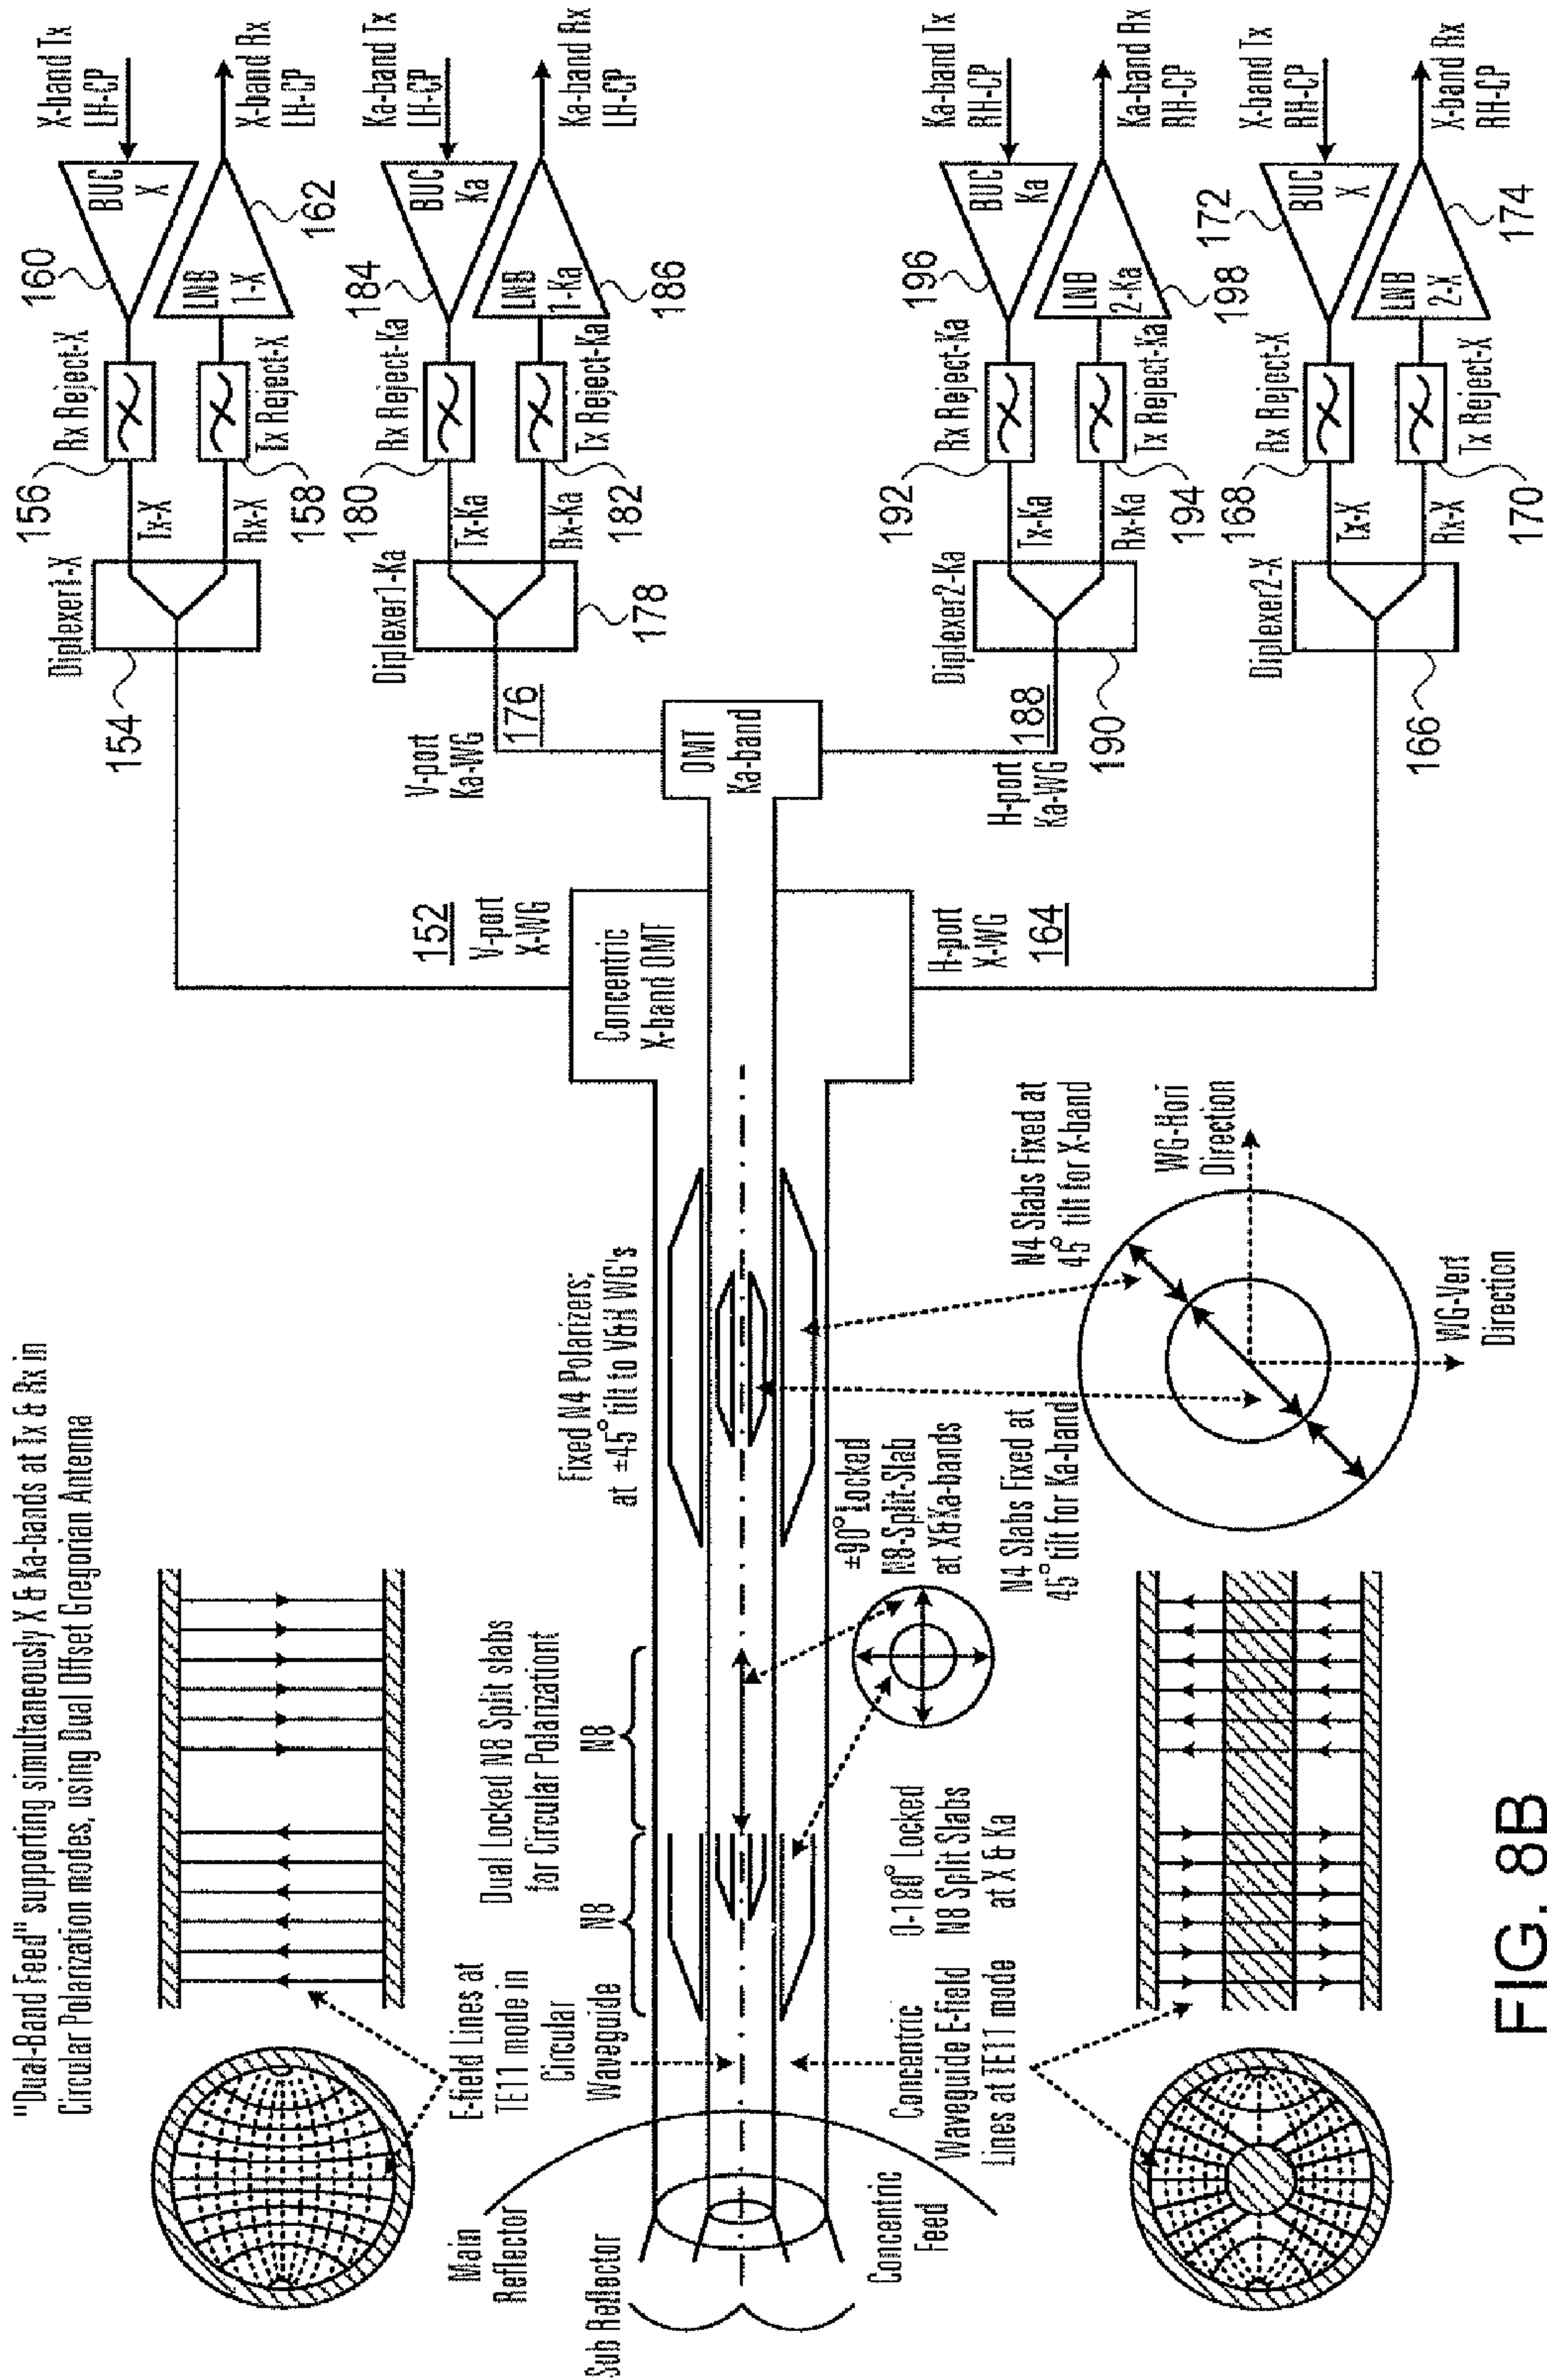 "Dual-Band Feed" supporting simultaneously X & Ka-bands at Tx & Rx in
Circular Polarization modes, using Dual Offset Gregorian Antenna
E-field Lines at
TE11 mode in
Circular
Waveguide
Main
Reflector
Sub Reflector
Concentric
Feed
Concentric
Waveguide E-field
Lines at TE11 mode
Dual Locked N8 Split slabs
for Circular Polarizationt
N8
N8
0-180° Locked
N8 Split Slabs
at X & Ka
±90° Locked
N8-Split-Slab
at X&Ka-bands
Fixed N4 Polarizers;
at ±45° tilt to V&H WG's
N4 Slabs Fixed at
45° tilt for Ka-band
N4 Slabs Fixed at
45° tilt for X-band
WG-Hori
Direction
WG-Vert
Direction
Concentric
X-band OMT
152
V-port
X-WG
H-port
X-WG
164
OMT
Ka-band
V-port
Ka-WG
176
H-port
Ka-WG
188
Diplexer1-X
154
Tx-X
Rx-X
156
Rx Reject-X
158
Tx Reject-X
160
BUC
X
LNB
1-X
162
X-band Tx
LH-CP
X-band Rx
LH-CP
Diplexer1-Ka
178
Tx-Ka
Rx-Ka
180
Rx Reject-Ka
182
Tx Reject-Ka
184
BUC
Ka
LNB
1-Ka
186
Ka-band Tx
LH-CP
Ka-band Rx
LH-CP
Diplexer2-Ka
190
Tx-Ka
Rx-Ka
192
Rx Reject-Ka
194
Tx Reject-Ka
196
BUC
Ka
LNB
2-Ka
198
Ka-band Tx
RH-CP
Ka-band Rx
RH-CP
Diplexer2-X
166
Tx-X
Rx-X
168
Rx Reject-X
170
Tx Reject-X
172
BUC
X
LNB
2-X
174
X-band Tx
RH-CP
X-band Rx
RH-CP
FIG. 8B